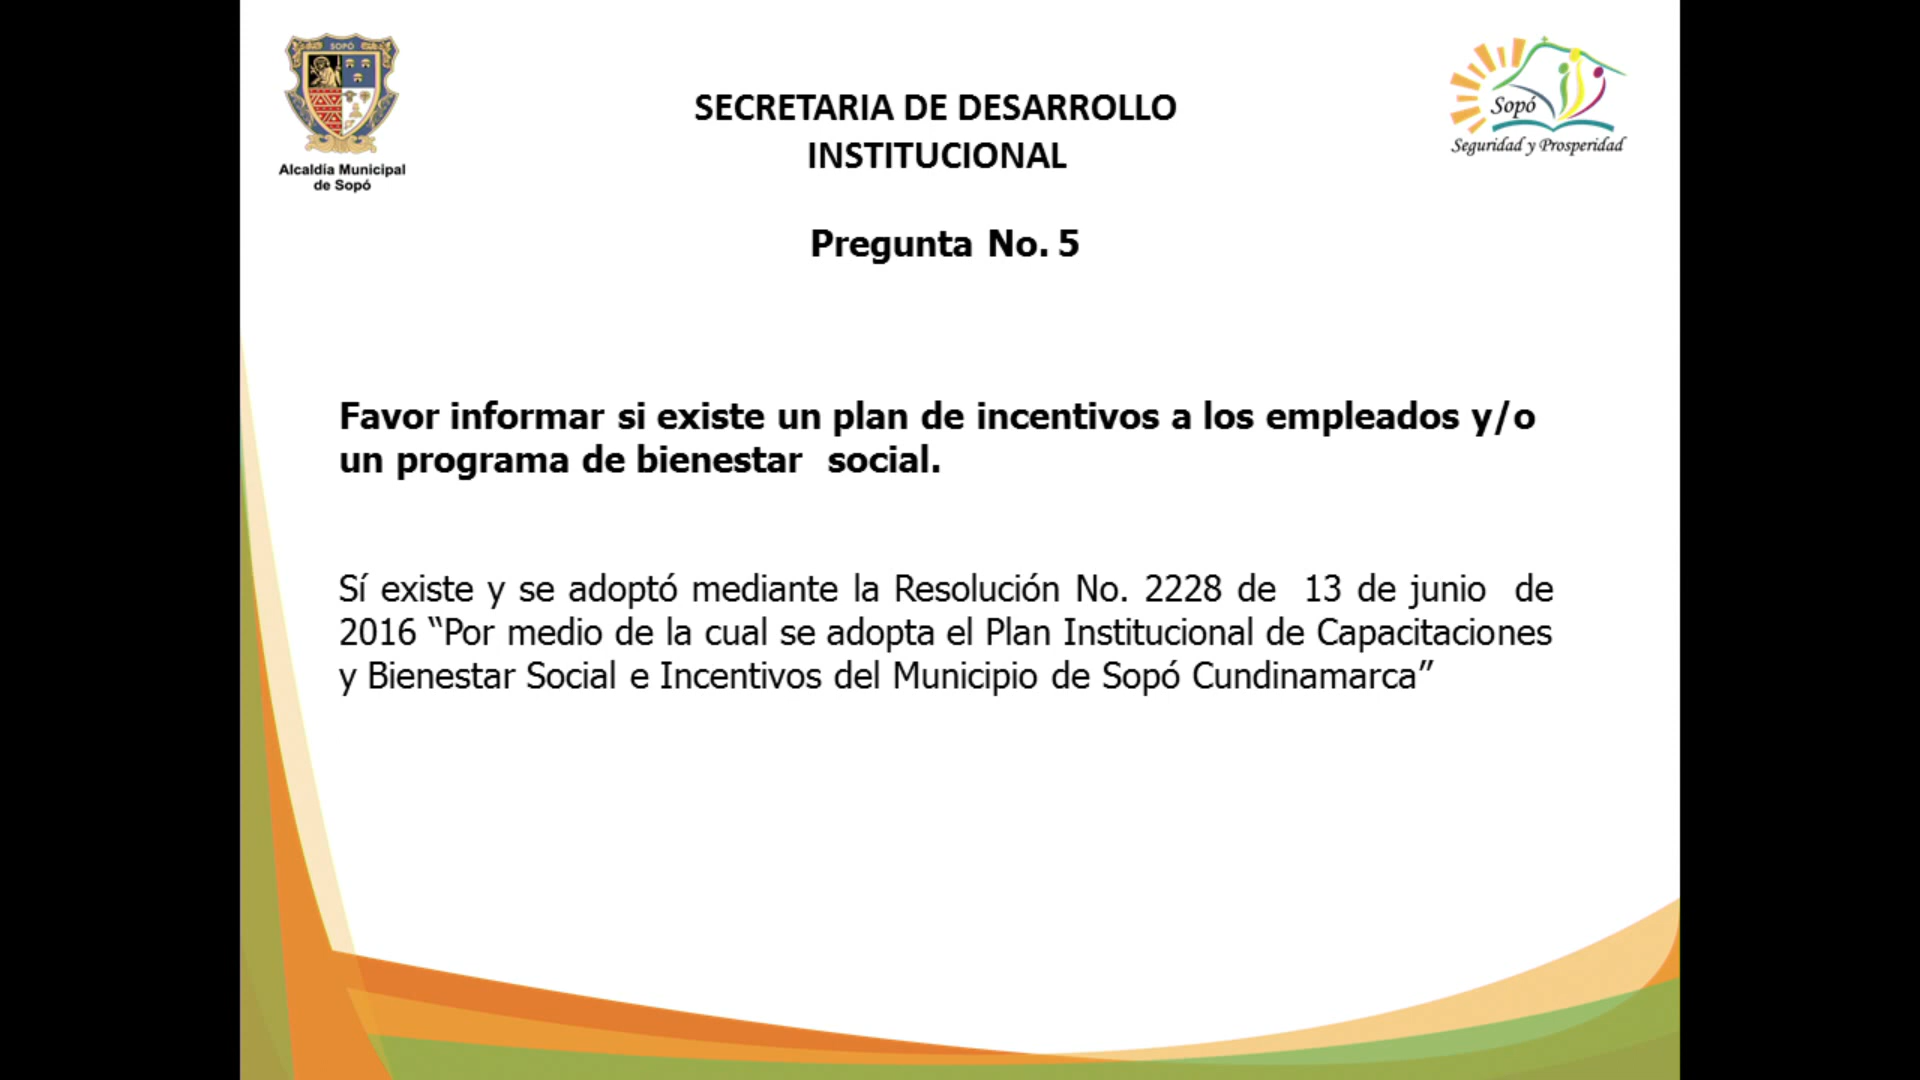 SOPÓ
Alcaldía Municipal
de Sopó
SECRETARIA DE DESARROLLO
INSTITUCIONAL
Sopó
Seguridad y Prosperidad
Pregunta No. 5
Favor informar si existe un plan de incentivos a los empleados y/o
un programa de bienestar social.
Sí existe y se adoptó mediante la Resolución No. 2228 de 13 de junio de
2016 “Por medio de la cual se adopta el Plan Institucional de Capacitaciones
y Bienestar Social e Incentivos del Municipio de Sopó Cundinamarca”